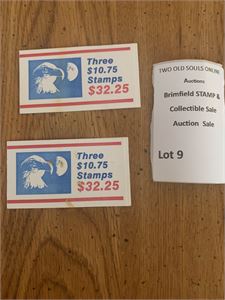 Three
$10.75
Stamps
$32.25
Three
$10.75
Stamps
$32.25
TWO OLD SOULS ONLINE
Auctions
Brimfield STAMP &
Collectible Sale
Auction Sale
Lot 9